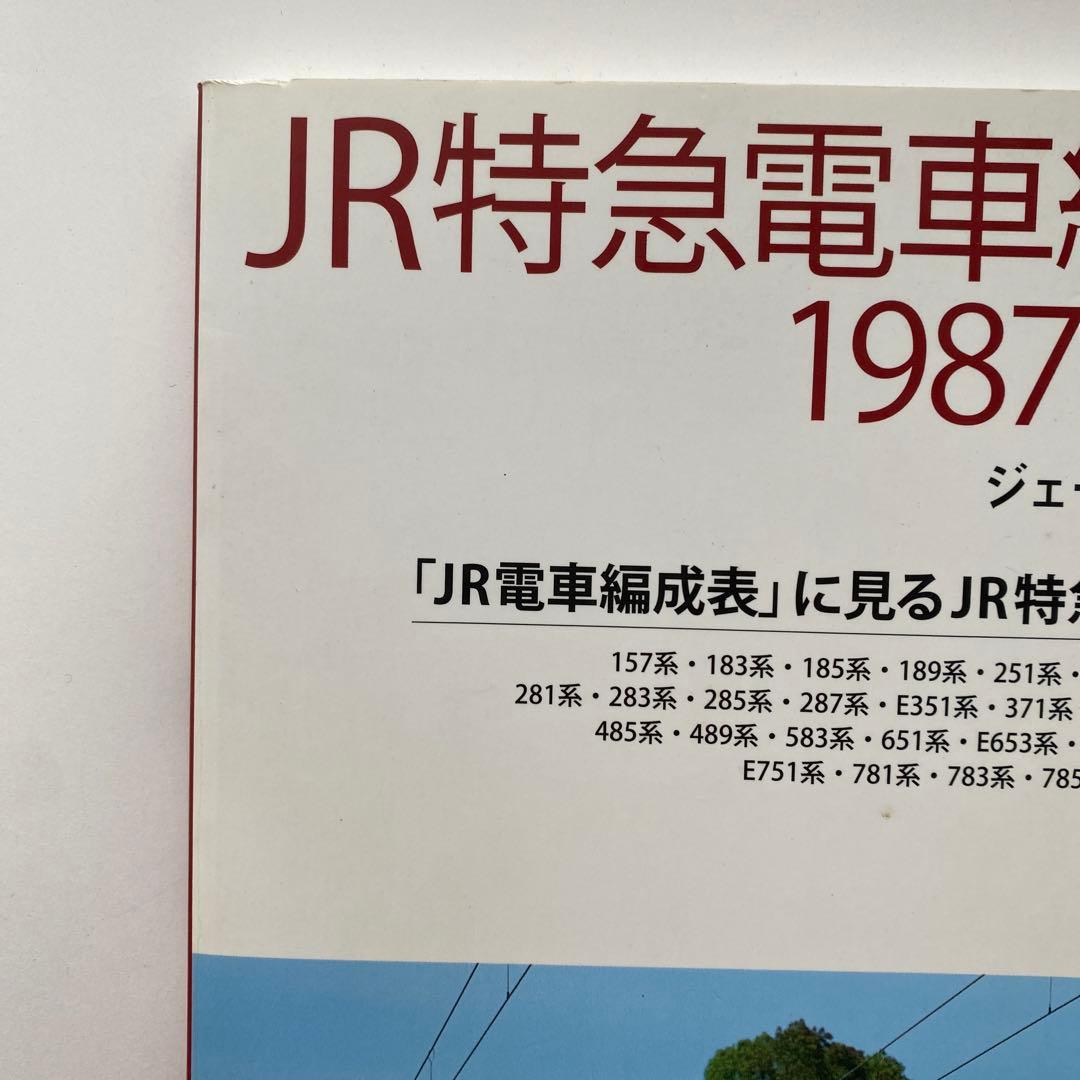 JR特急電車編
1987
ジェー
「JR電車編成表」に見るJR特急
157系・183系・185系・189系・251系・
281系・283系・285系・287系・E351系・371系
485系・489系・583系・651系・E653系・
E751系・781系・783系・785